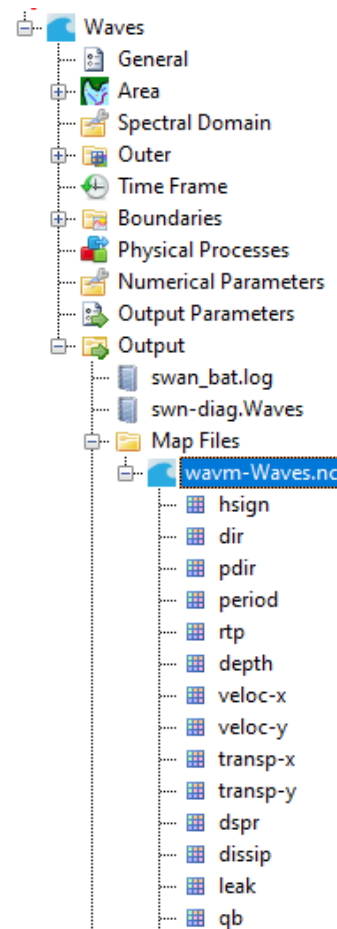 Waves
General
Area
Spectral Domain
Outer
Time Frame
Boundaries
Physical Processes
Numerical Parameters
Output Parameters
Output
swan_bat.log
swn-diag.Waves
Map Files
wavm-Waves.nc
hsign
dir
pdir
period
rtp
depth
veloc-x
veloc-y
transp-x
transp-y
dspr
dissip
leak
qb